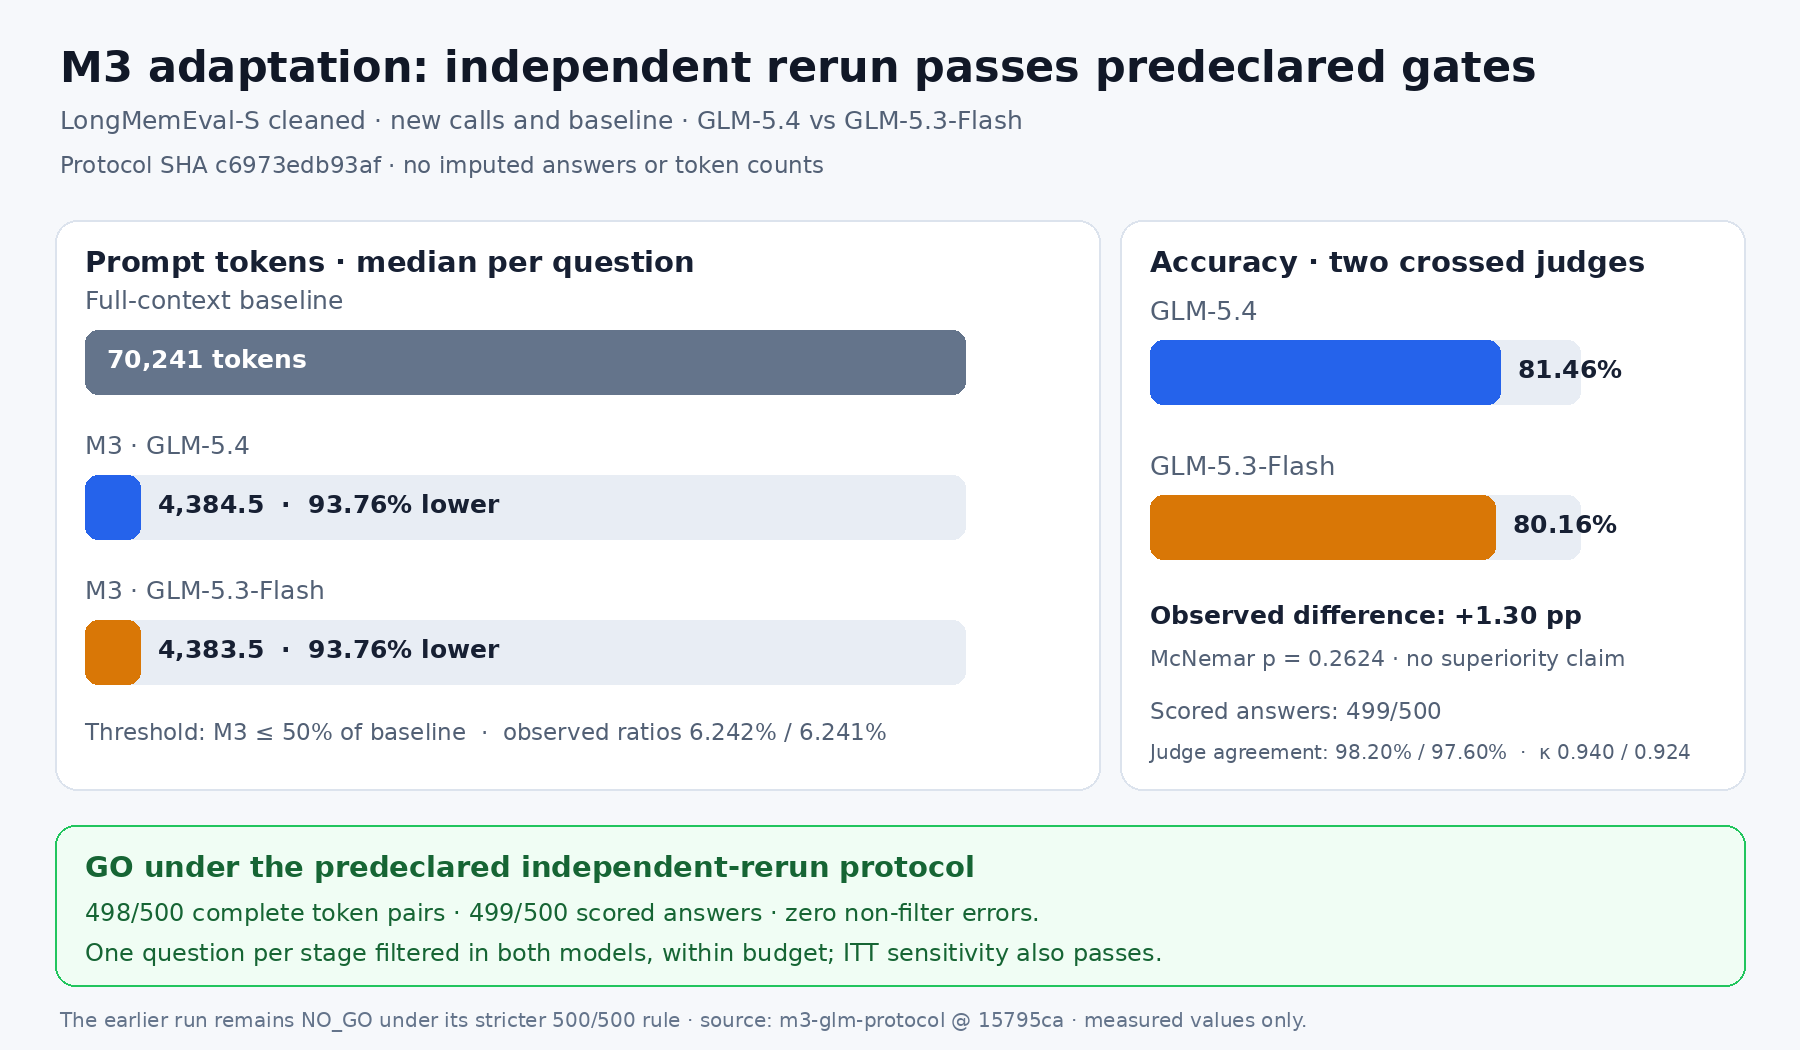 M3 adaptation: independent rerun passes predeclared gates
LongMemEval-S cleaned · new calls and baseline · GLM-5.4 vs GLM-5.3-Flash
Protocol SHA c6973edb93af · no imputed answers or token counts
Prompt tokens · median per question
Full-context baseline
70,241 tokens
M3 · GLM-5.4
4,384.5 · 93.76% lower
M3 · GLM-5.3-Flash
4,383.5 · 93.76% lower
Threshold: M3 ≤ 50% of baseline · observed ratios 6.242% / 6.241%
Accuracy · two crossed judges
GLM-5.4
81.46%
GLM-5.3-Flash
80.16%
Observed difference: +1.30 pp
McNemar p = 0.2624 · no superiority claim
Scored answers: 499/500
Judge agreement: 98.20% / 97.60% · κ 0.940 / 0.924
GO under the predeclared independent-rerun protocol
498/500 complete token pairs · 499/500 scored answers · zero non-filter errors.
One question per stage filtered in both models, within budget; ITT sensitivity also passes.
The earlier run remains NO_GO under its stricter 500/500 rule · source: m3-glm-protocol @ 15795ca · measured values only.